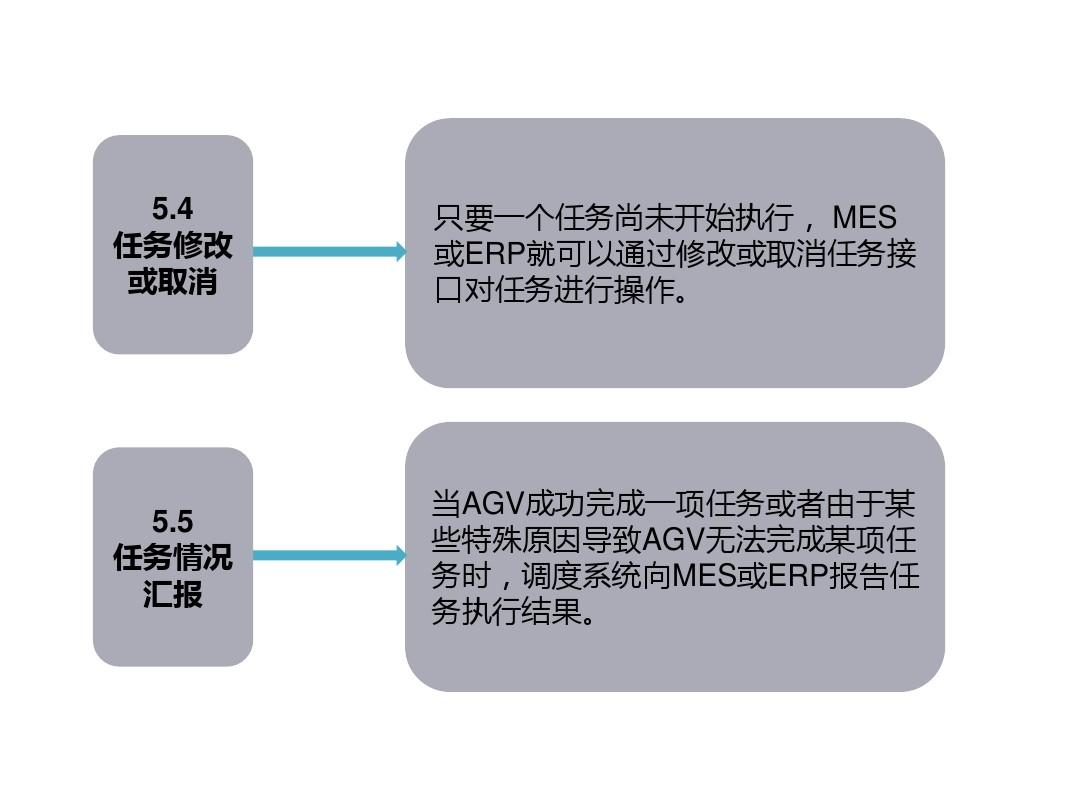 5.4
任务修改
或取消
只要一个任务尚未开始执行， MES
或ERP就可以通过修改或取消任务接
口对任务进行操作。
5.5
任务情况
汇报
当AGV成功完成一项任务或者由于某
些特殊原因导致AGV无法完成某项任
务时，调度系统向MES或ERP报告任
务执行结果。